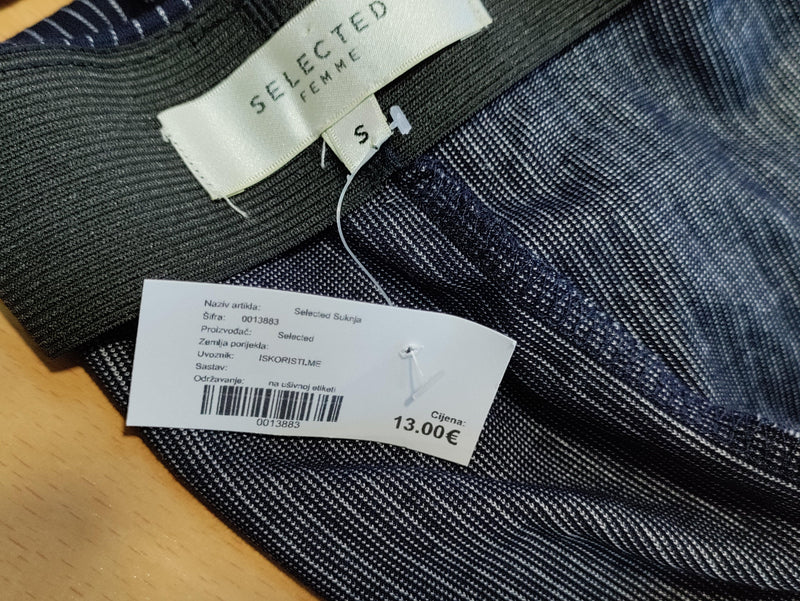 SELECTED
FEMME
S
Naziv artikla: Selected Suknja
Šifra: 0013883
Proizvođač: Selected
Zemlja porijekla:
Uvoznik: ISKORISTI.ME
Sastav:
Održavanje: na ušivnoj etiketi
0013883
Cijena:
13.00€